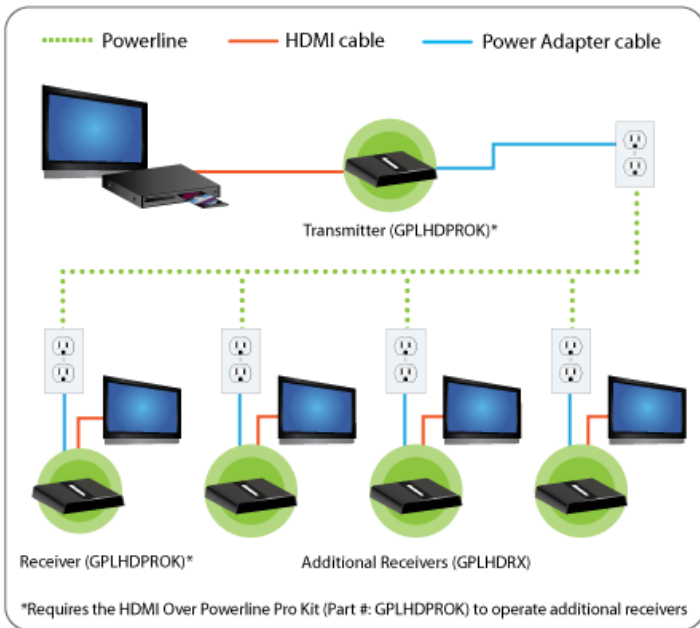 Powerline HDMI cable Power Adapter cable
Transmitter (GPLHDPROK)*
Receiver (GPLHDPROK)* Additional Receivers (GPLHDRX)
*Requires the HDMI Over Powerline Pro Kit (Part #: GPLHDPROK) to operate additional receivers